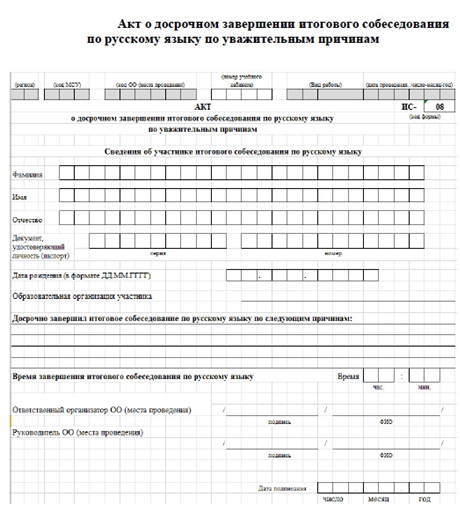 Акт о досрочном завершении итогового собеседования
по русскому языку по уважительным причинам
(регион) (код МСУ) (код ОО (места проведения) (номер учебного кабинета) (Вид работы) (дата проведения: число-месяц-год)
АКТ ИС- 08
о досрочном завершении итогового собеседования по русскому языку (код формы)
по уважительным причинам
Сведения об участнике итогового собеседования по русскому языку
Фамилия
Имя
Отчество
Документ,
удостоверяющий
личность (паспорт)
серия номер
Дата рождения (в формате ДД.ММ.ГГГГ) . .
Образовательная организация участника
Досрочно завершил итоговое собеседование по русскому языку по следующим причинам:
Время завершения итогового собеседования по русскому языку Время :
час. мин.
Ответственный организатор ОО (места проведения) / / /
подпись ФИО
Руководитель ОО (места проведения)
/ / /
подпись ФИО
Дата подписания
число месяц год